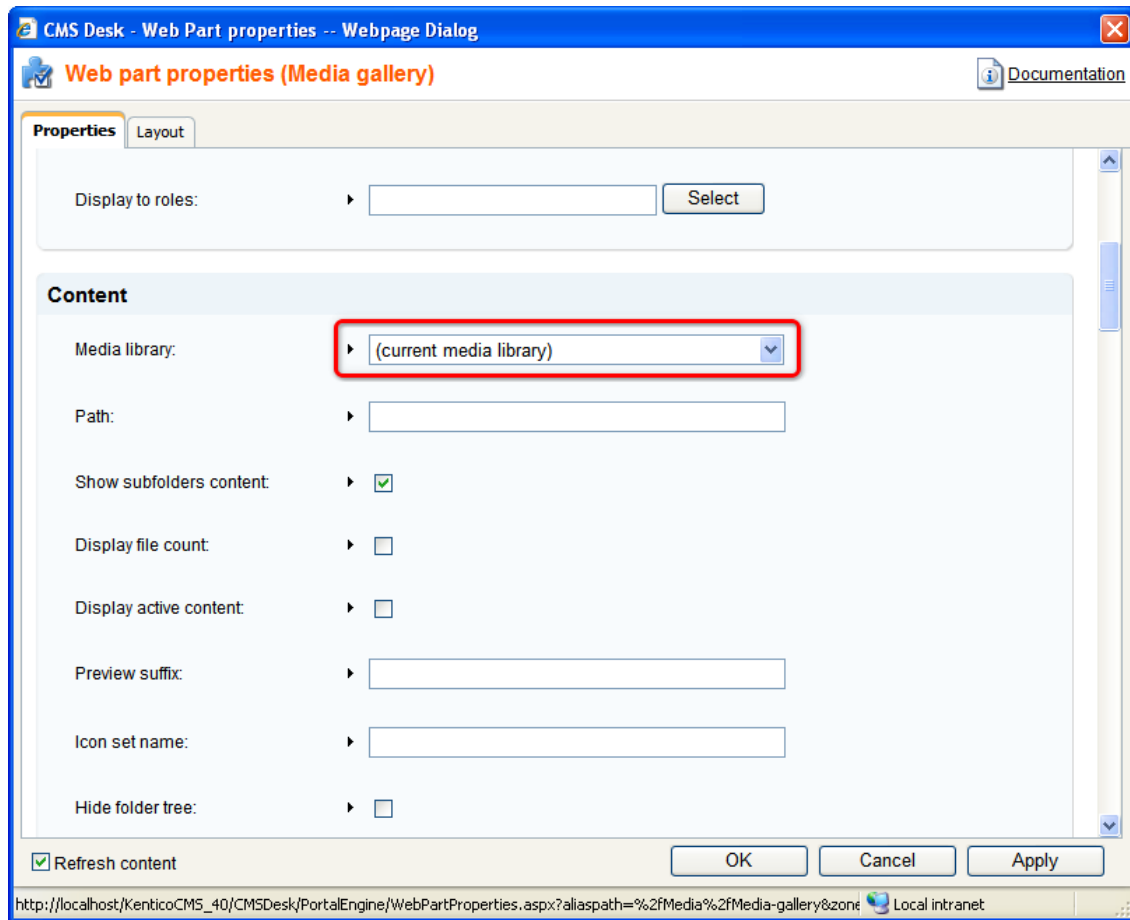 CMS Desk - Web Part properties -- Webpage Dialog
Web part properties (Media gallery)
Documentation
Properties
Layout
Display to roles:
Select
Content
Media library:
(current media library)
Path:
Show subfolders content:
Display file count:
Display active content:
Preview suffix:
Icon set name:
Hide folder tree:
Refresh content
OK
Cancel
Apply
http://localhost/KenticoCMS_40/CMSDesk/PortalEngine/WebPartProperties.aspx?aliaspath=%2fMedia%2fMedia-gallery&zone
Local intranet